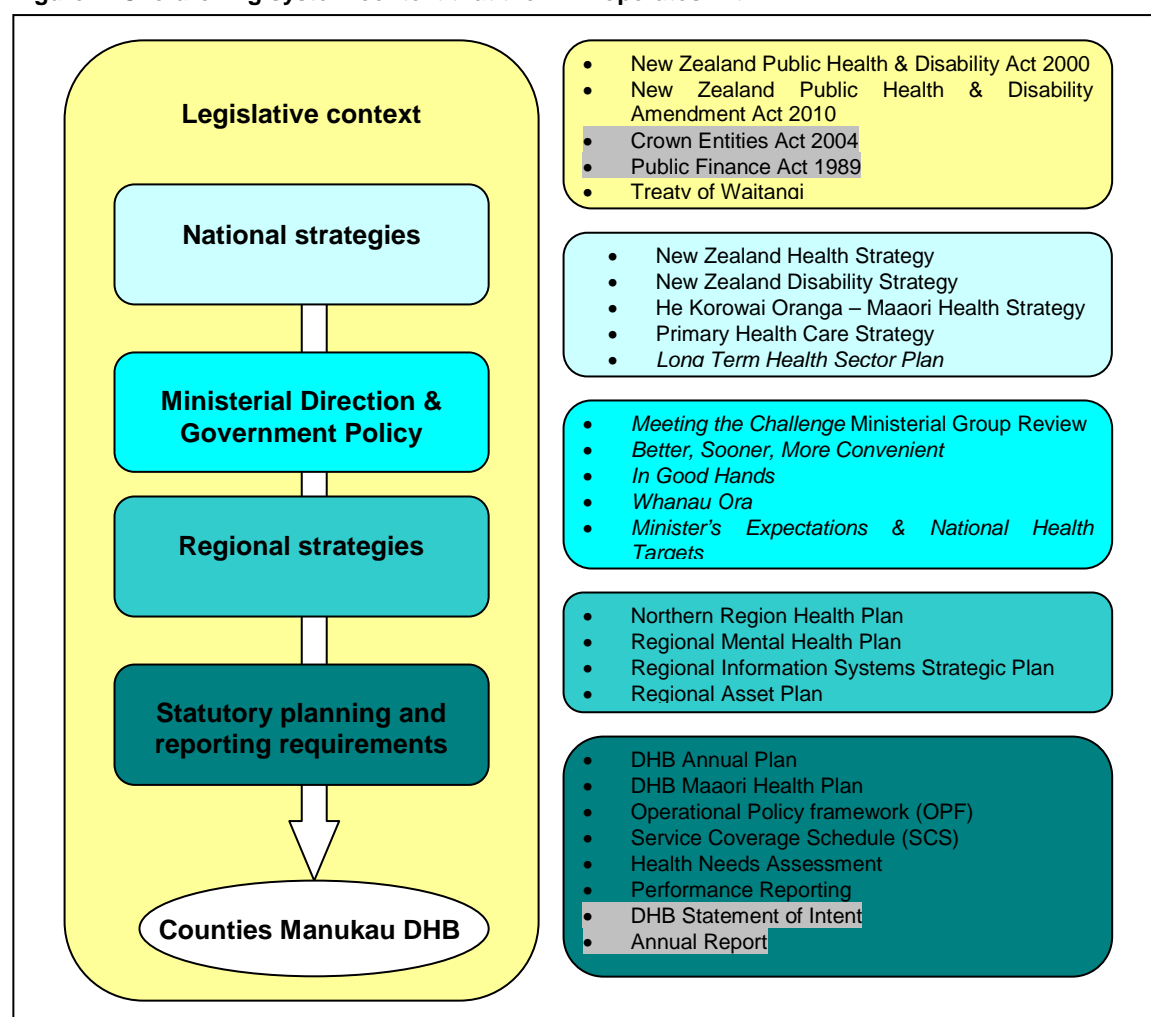 Legislative context
National strategies
Ministerial Direction &
Government Policy
Regional strategies
Statutory planning and
reporting requirements
Counties Manukau DHB
• New Zealand Public Health & Disability Act 2000
• New Zealand Public Health & Disability
Amendment Act 2010
• Crown Entities Act 2004
• Public Finance Act 1989
• Treaty of Waitangi
• New Zealand Health Strategy
• New Zealand Disability Strategy
• He Korowai Oranga – Maaori Health Strategy
• Primary Health Care Strategy
• Long Term Health Sector Plan
• Meeting the Challenge Ministerial Group Review
• Better, Sooner, More Convenient
• In Good Hands
• Whanau Ora
• Minister's Expectations & National Health
Targets
• Northern Region Health Plan
• Regional Mental Health Plan
• Regional Information Systems Strategic Plan
• Regional Asset Plan
• DHB Annual Plan
• DHB Maaori Health Plan
• Operational Policy framework (OPF)
• Service Coverage Schedule (SCS)
• Health Needs Assessment
• Performance Reporting
• DHB Statement of Intent
• Annual Report